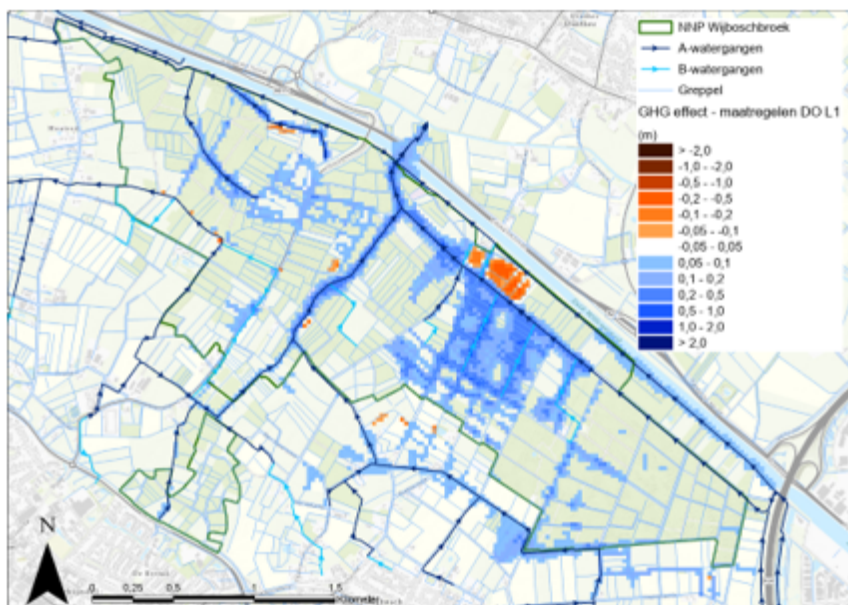 NNP Wijboschbroek
A-watergangen
B-watergangen
Greppel
GHG effect - maatregelen DO L1
(m)
> -2,0
-1,0 - -2,0
-0,5 - -1,0
-0,2 - -0,5
-0,1 - -0,2
-0,05 - -0,1
-0,05 - 0,05
0,05 - 0,1
0,1 - 0,2
0,2 - 0,5
0,5 - 1,0
1,0 - 2,0
> 2,0
N
0 0,25 0,5 1 1,5
Kilometer